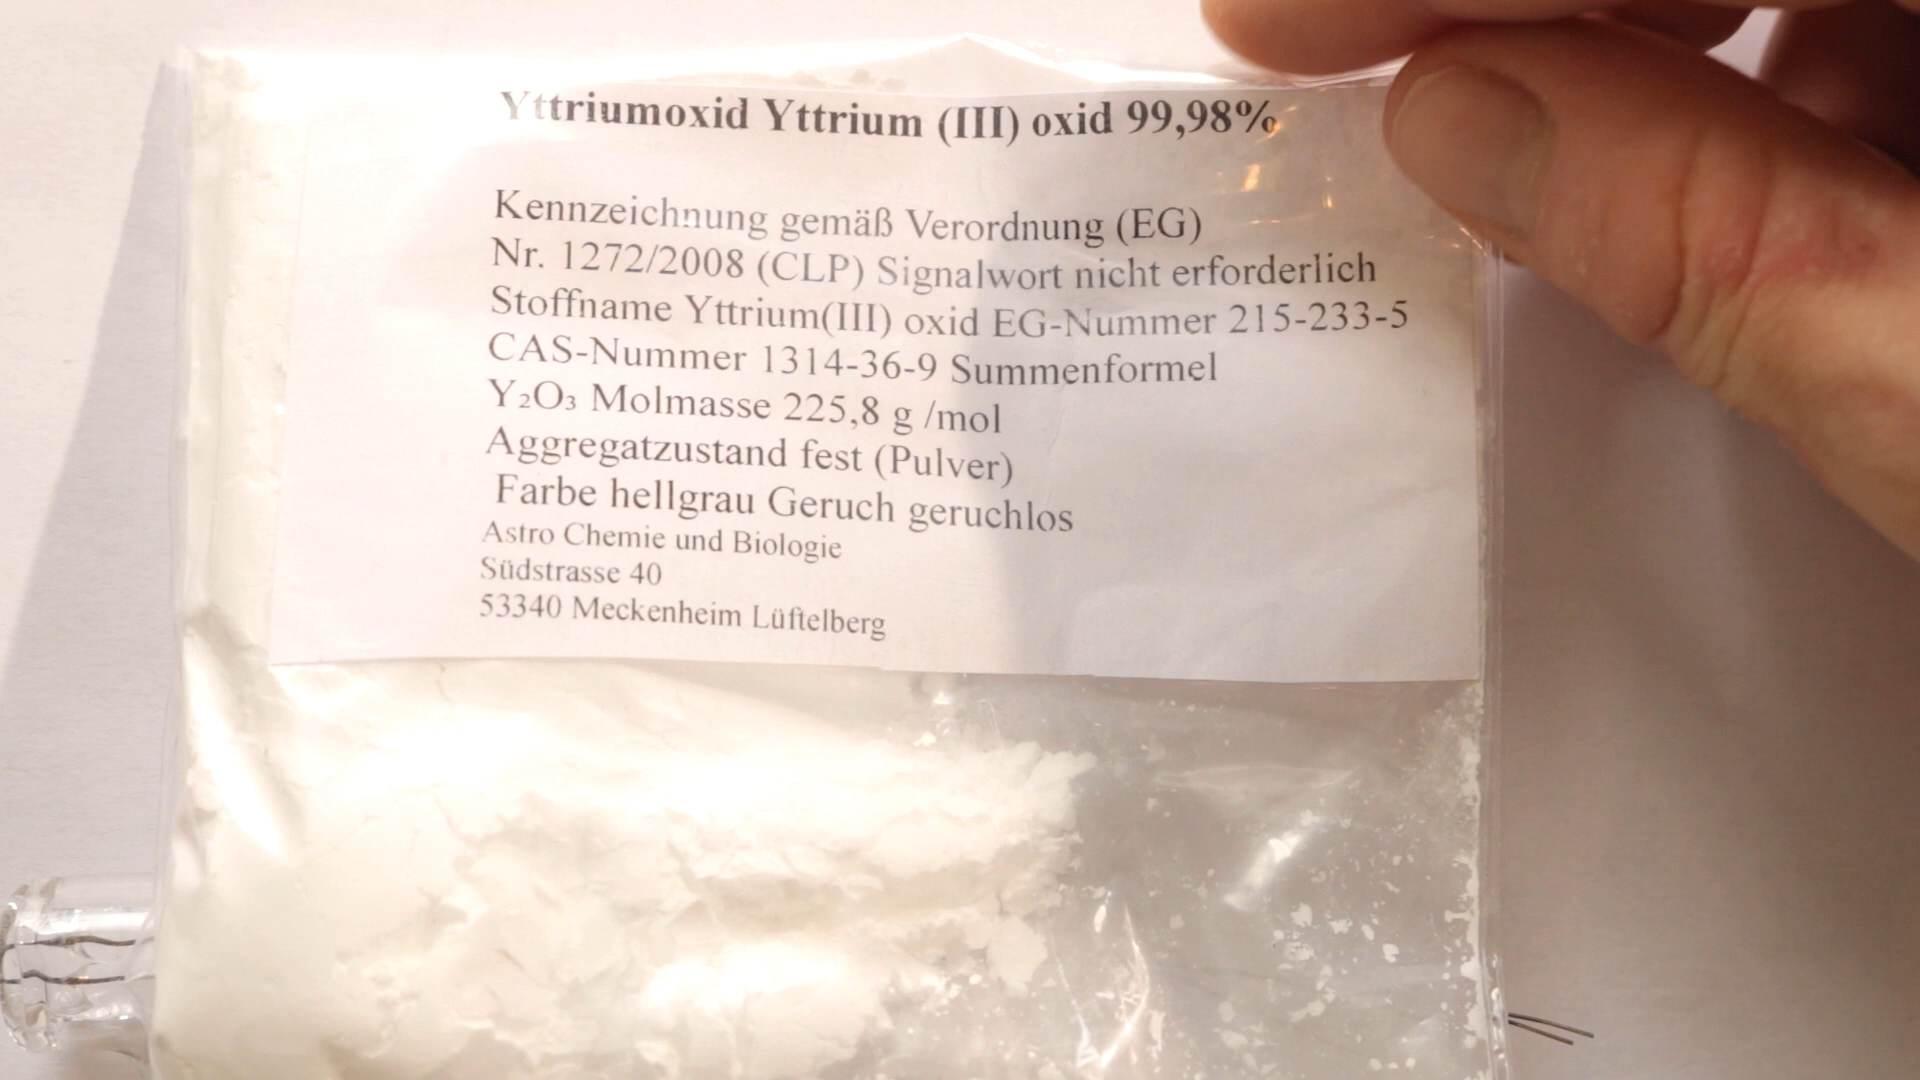 Yttriumoxid Yttrium (III) oxid 99,98%
Kennzeichnung gemäß Verordnung (EG)
Nr. 1272/2008 (CLP) Signalwort nicht erforderlich
Stoffname Yttrium(III) oxid EG-Nummer 215-233-5
CAS-Nummer 1314-36-9 Summenformel
Y₂O₃ Molmasse 225,8 g /mol
Aggregatzustand fest (Pulver)
Farbe hellgrau Geruch geruchlos
Astro Chemie und Biologie
Südstrasse 40
53340 Meckenheim Lüftelberg